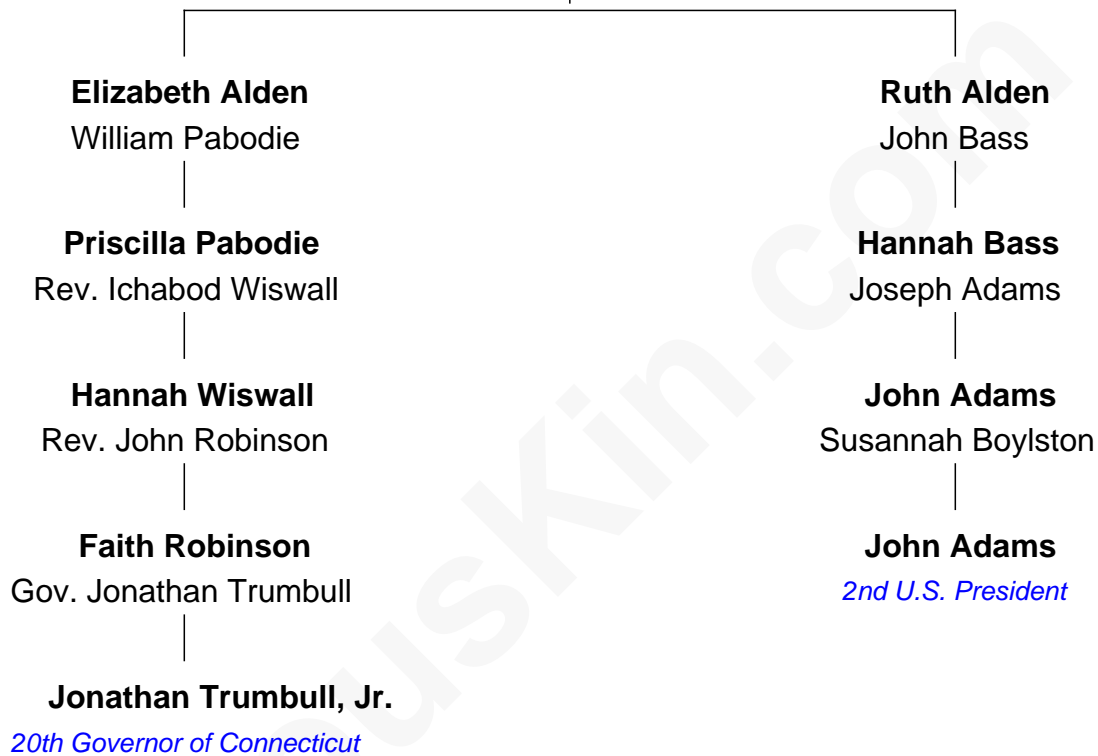 Elizabeth Alden
William Pabodie
Ruth Alden
John Bass
Priscilla Pabodie
Rev. Ichabod Wiswall
Hannah Bass
Joseph Adams
Hannah Wiswall
Rev. John Robinson
John Adams
Susannah Boylston
Faith Robinson
Gov. Jonathan Trumbull
John Adams
2nd U.S. President
Jonathan Trumbull, Jr.
20th Governor of Connecticut
ousKin.com